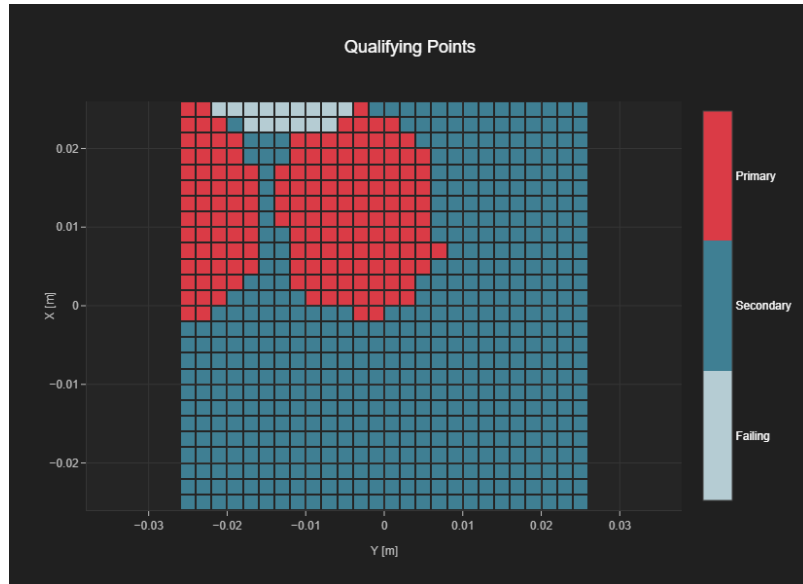 Qualifying Points
Primary
0.02
0.01
Secondary
0
X [m]
−0.01
Failing
−0.02
−0.03
−0.02
−0.01
0
0.01
0.02
0.03
Y [m]